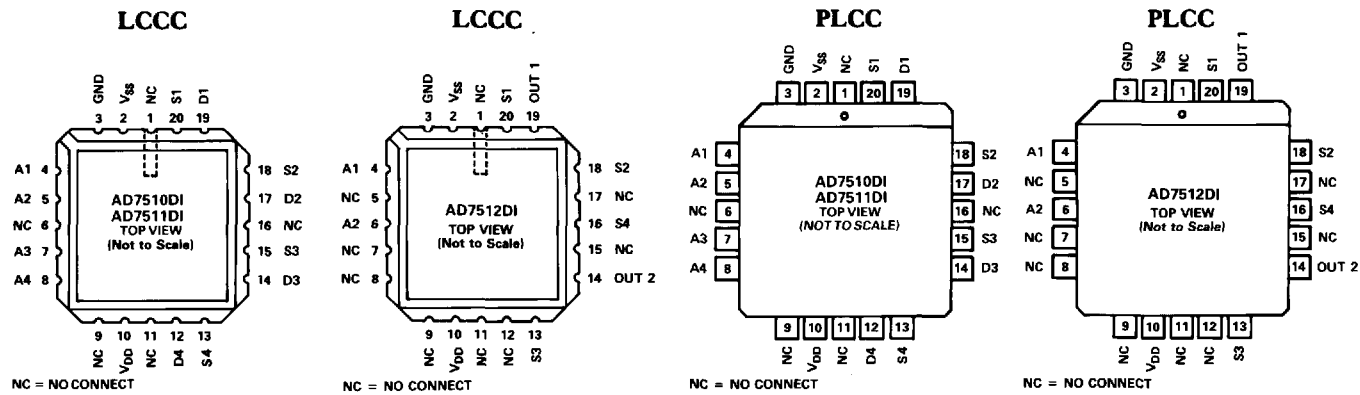 LCCC
GND
VSS
NC
S1
D1
3 2 1 20 19
A1 4
A2 5
NC 6
A3 7
A4 8
AD7510DI
AD7511DI
TOP VIEW
(Not to Scale)
18 S2
17 D2
16 NC
15 S3
14 D3
9 10 11 12 13
NC
VDD
NC
D4
S4
NC = NO CONNECT
LCCC
GND
VSS
NC
S1
OUT 1
3 2 1 20 19
A1 4
NC 5
A2 6
NC 7
NC 8
AD7512DI
TOP VIEW
(Not to Scale)
18 S2
17 NC
16 S4
15 NC
14 OUT 2
9 10 11 12 13
NC
VDD
NC
NC
S3
NC = NO CONNECT
PLCC
GND
VSS
NC
S1
D1
3 2 1 20 19
A1 4
A2 5
NC 6
A3 7
A4 8
AD7510DI
AD7511DI
TOP VIEW
(NOT TO SCALE)
18 S2
17 D2
16 NC
15 S3
14 D3
9 10 11 12 13
NC
VDD
NC
D4
S4
NC = NO CONNECT
PLCC
GND
VSS
NC
S1
OUT 1
3 2 1 20 19
A1 4
NC 5
A2 6
NC 7
NC 8
AD7512DI
TOP VIEW
(Not to Scale)
18 S2
17 NC
16 S4
15 NC
14 OUT 2
9 10 11 12 13
NC
VDD
NC
NC
S3
NC = NO CONNECT